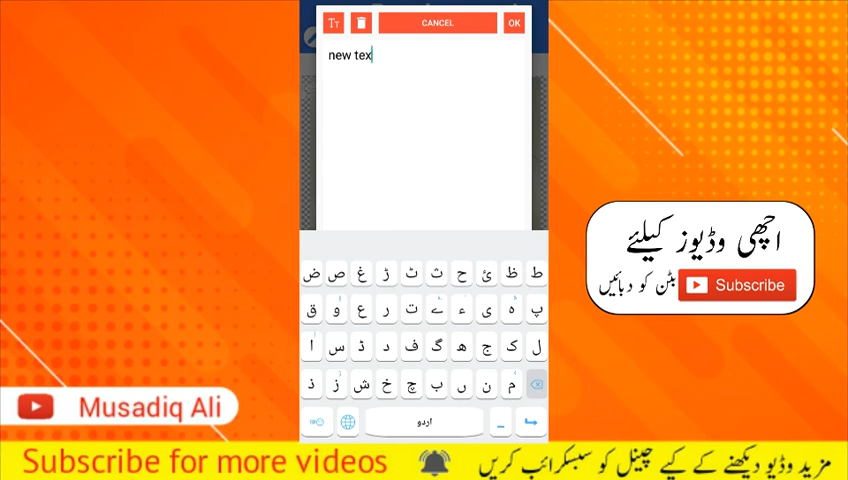 Tт CANCEL OK
new tex
اچھی وڈیوز کیلئے
بٹن کو دبائیں Subscribe
ض ص غ ڑ ٹ ث ح ئ ظ ط
ق و ع ر ت ے ء ی ہ پ
ا س ڈ د ف گ ھ ج ک ل
ذ ز ش خ چ ب ں ن م
اردو _
Musadiq Ali
Subscribe for more videos مزید وڈیو دیکھنے کے لیے چینل کو سبسکرائب کریں